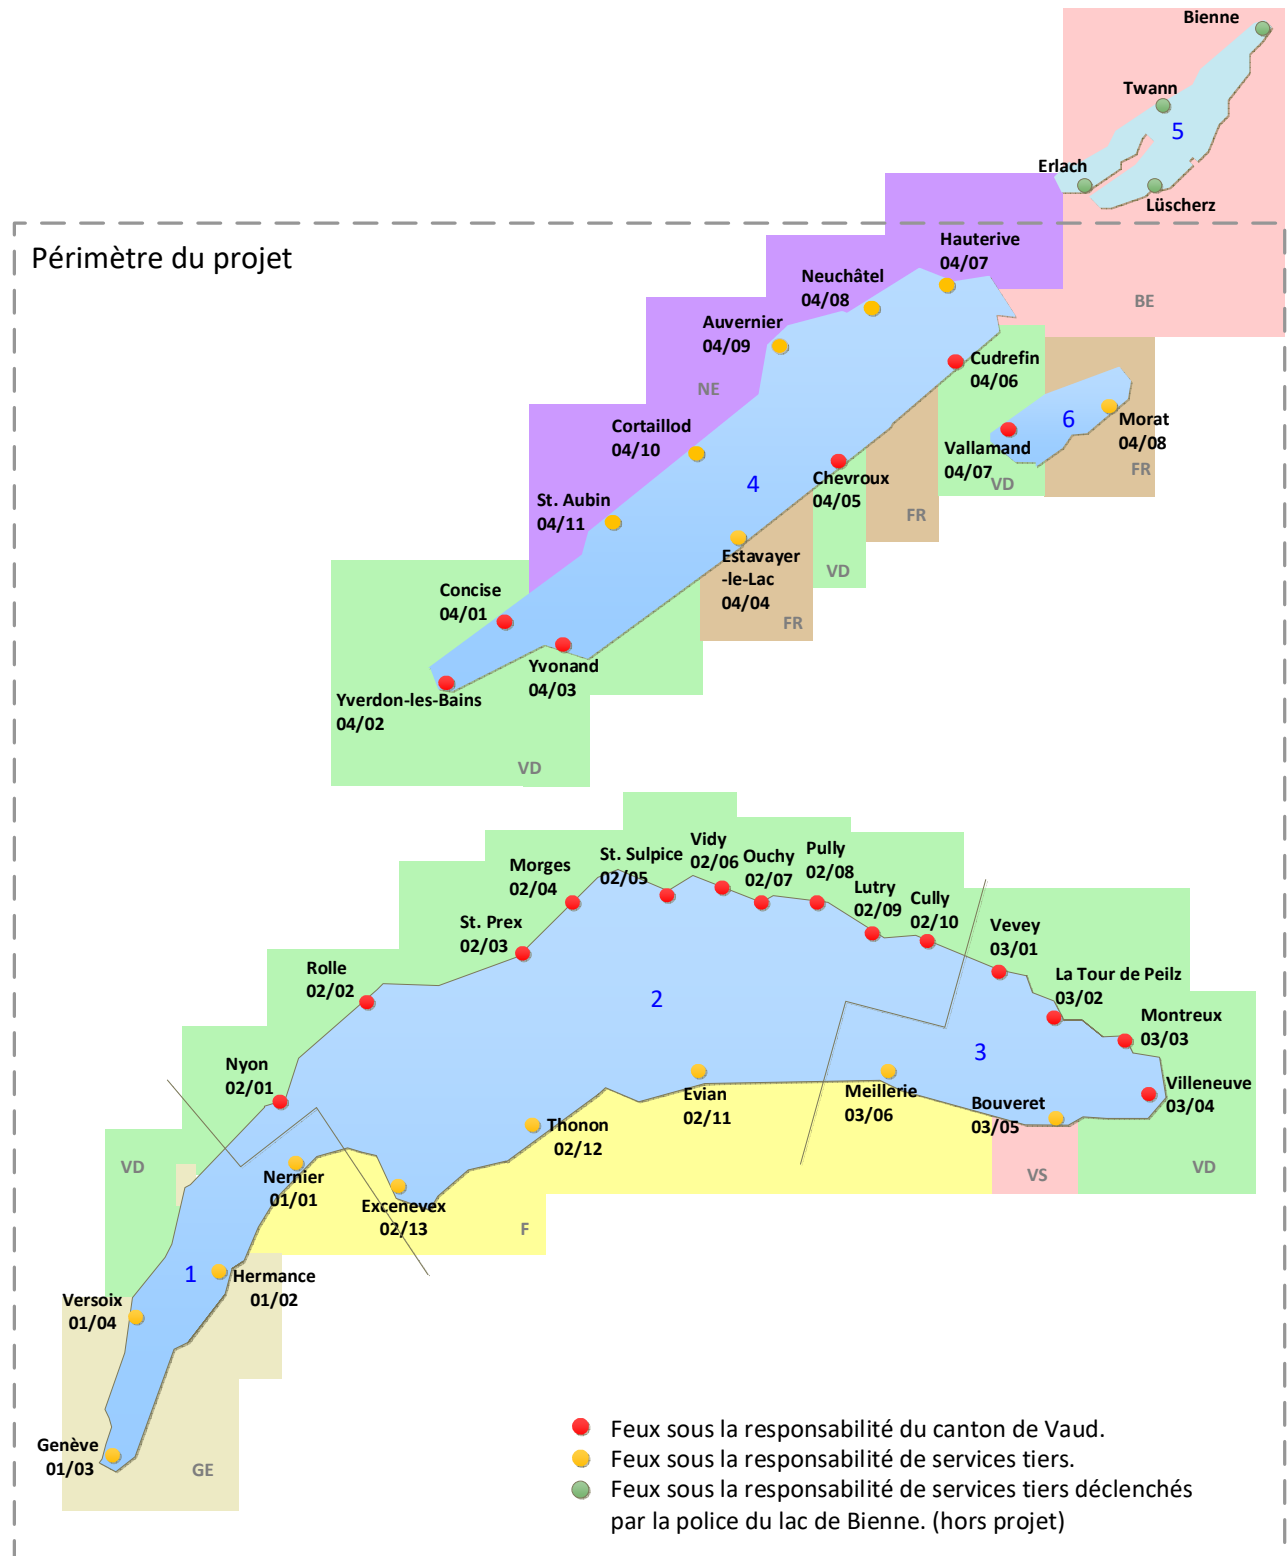 Bienne
Twann
5
Erlach
Lüscherz
Périmètre du projet
Hauterive
04/07
Neuchâtel
04/08
BE
Auvernier
04/09
Cudrefin
04/06
NE
Cortaillod
04/10
6
Morat
04/08
FR
Vallamand
04/07
VD
Chevroux
04/05
4
St. Aubin
04/11
FR
Estavayer
-le-Lac
04/04
VD
FR
Concise
04/01
Yvonand
04/03
Yverdon-les-Bains
04/02
VD
Vidy
02/06
St. Sulpice
02/05
Ouchy
02/07
Pully
02/08
Morges
02/04
Lutry
02/09
Cully
02/10
St. Prex
02/03
Vevey
03/01
Rolle
02/02
La Tour de Peilz
03/02
2
Montreux
03/03
3
Nyon
02/01
Evian
02/11
Meillerie
03/06
Villeneuve
03/04
Bouveret
03/05
Thonon
02/12
VD
Nernier
01/01
VS
VD
Excenevex
02/13
F
1
Hermance
01/02
Versoix
01/04
Genève
01/03
GE
Feux sous la responsabilité du canton de Vaud.
Feux sous la responsabilité de services tiers.
Feux sous la responsabilité de services tiers déclenchés
par la police du lac de Bienne. (hors projet)